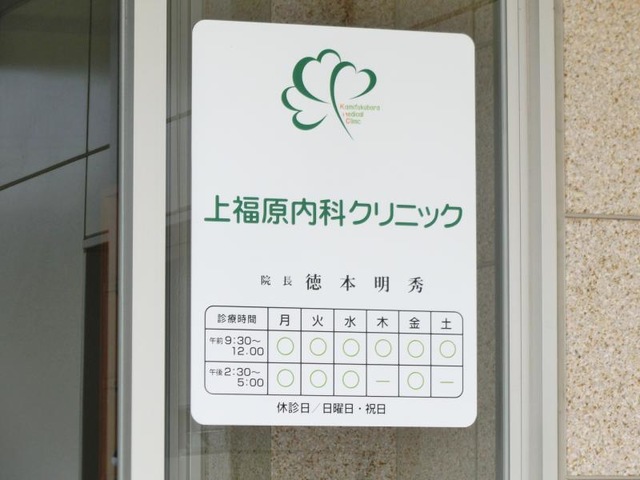 Kamifukuhara
Medical
Clinic
上福原内科クリニック
院長 徳本明秀
診療時間 月 火 水 木 金 土
午前 9:30～12.00 ○ ○ ○ ○ ○ ○
午後 2:30～5:00 ○ ○ ○ － ○ －
休診日／日曜日・祝日